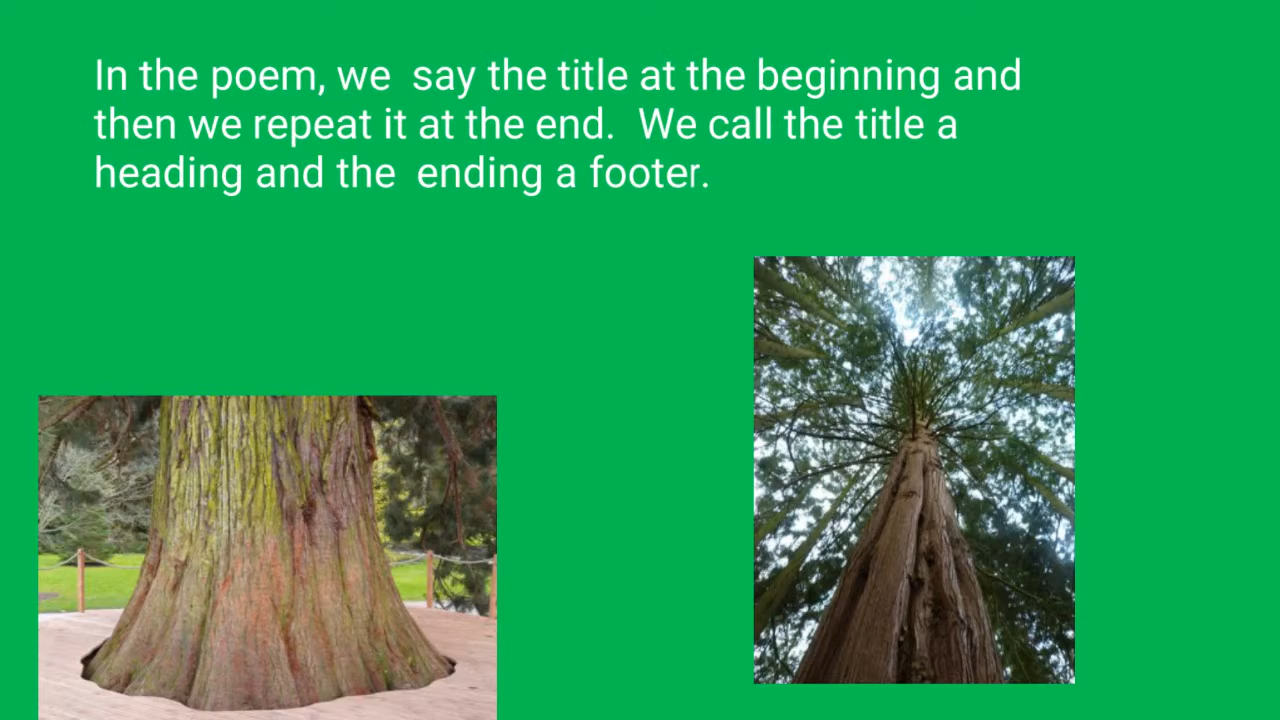 In the poem, we  say the title at the beginning and
then we repeat it at the end.  We call the title a
heading and the  ending a footer.